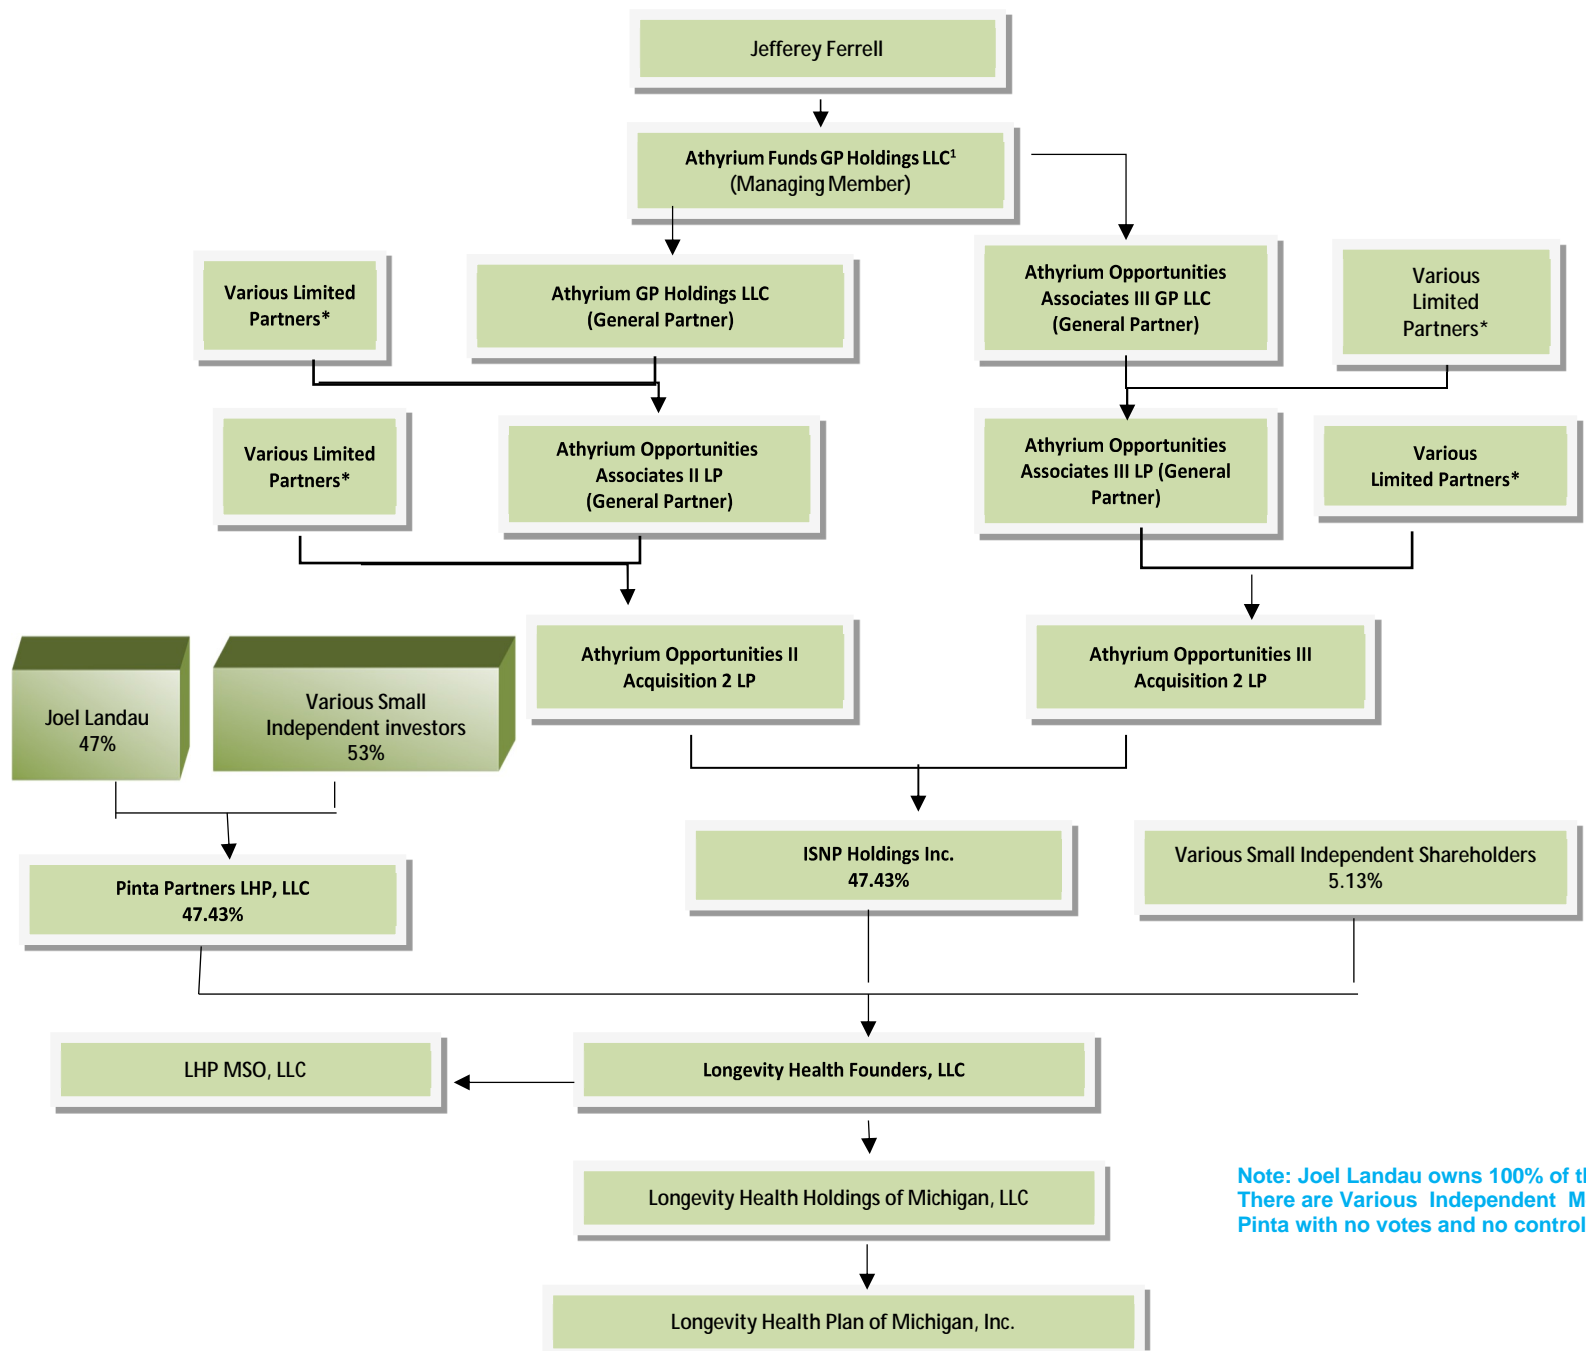 Jefferey Ferrell
Athyrium Funds GP Holdings LLC¹
(Managing Member)
Various Limited
Partners*
Athyrium GP Holdings LLC
(General Partner)
Athyrium Opportunities
Associates III GP LLC
(General Partner)
Various
Limited
Partners*
Various Limited
Partners*
Athyrium Opportunities
Associates II LP
(General Partner)
Athyrium Opportunities
Associates III LP (General
Partner)
Various
Limited Partners*
Joel Landau
47%
Various Small
Independent investors
53%
Athyrium Opportunities II
Acquisition 2 LP
Athyrium Opportunities III
Acquisition 2 LP
Pinta Partners LHP, LLC
47.43%
ISNP Holdings Inc.
47.43%
Various Small Independent Shareholders
5.13%
LHP MSO, LLC
Longevity Health Founders, LLC
Longevity Health Holdings of Michigan, LLC
Note: Joel Landau owns 100% of
There are Various Independent
Pinta with no votes and no control
Longevity Health Plan of Michigan, Inc.